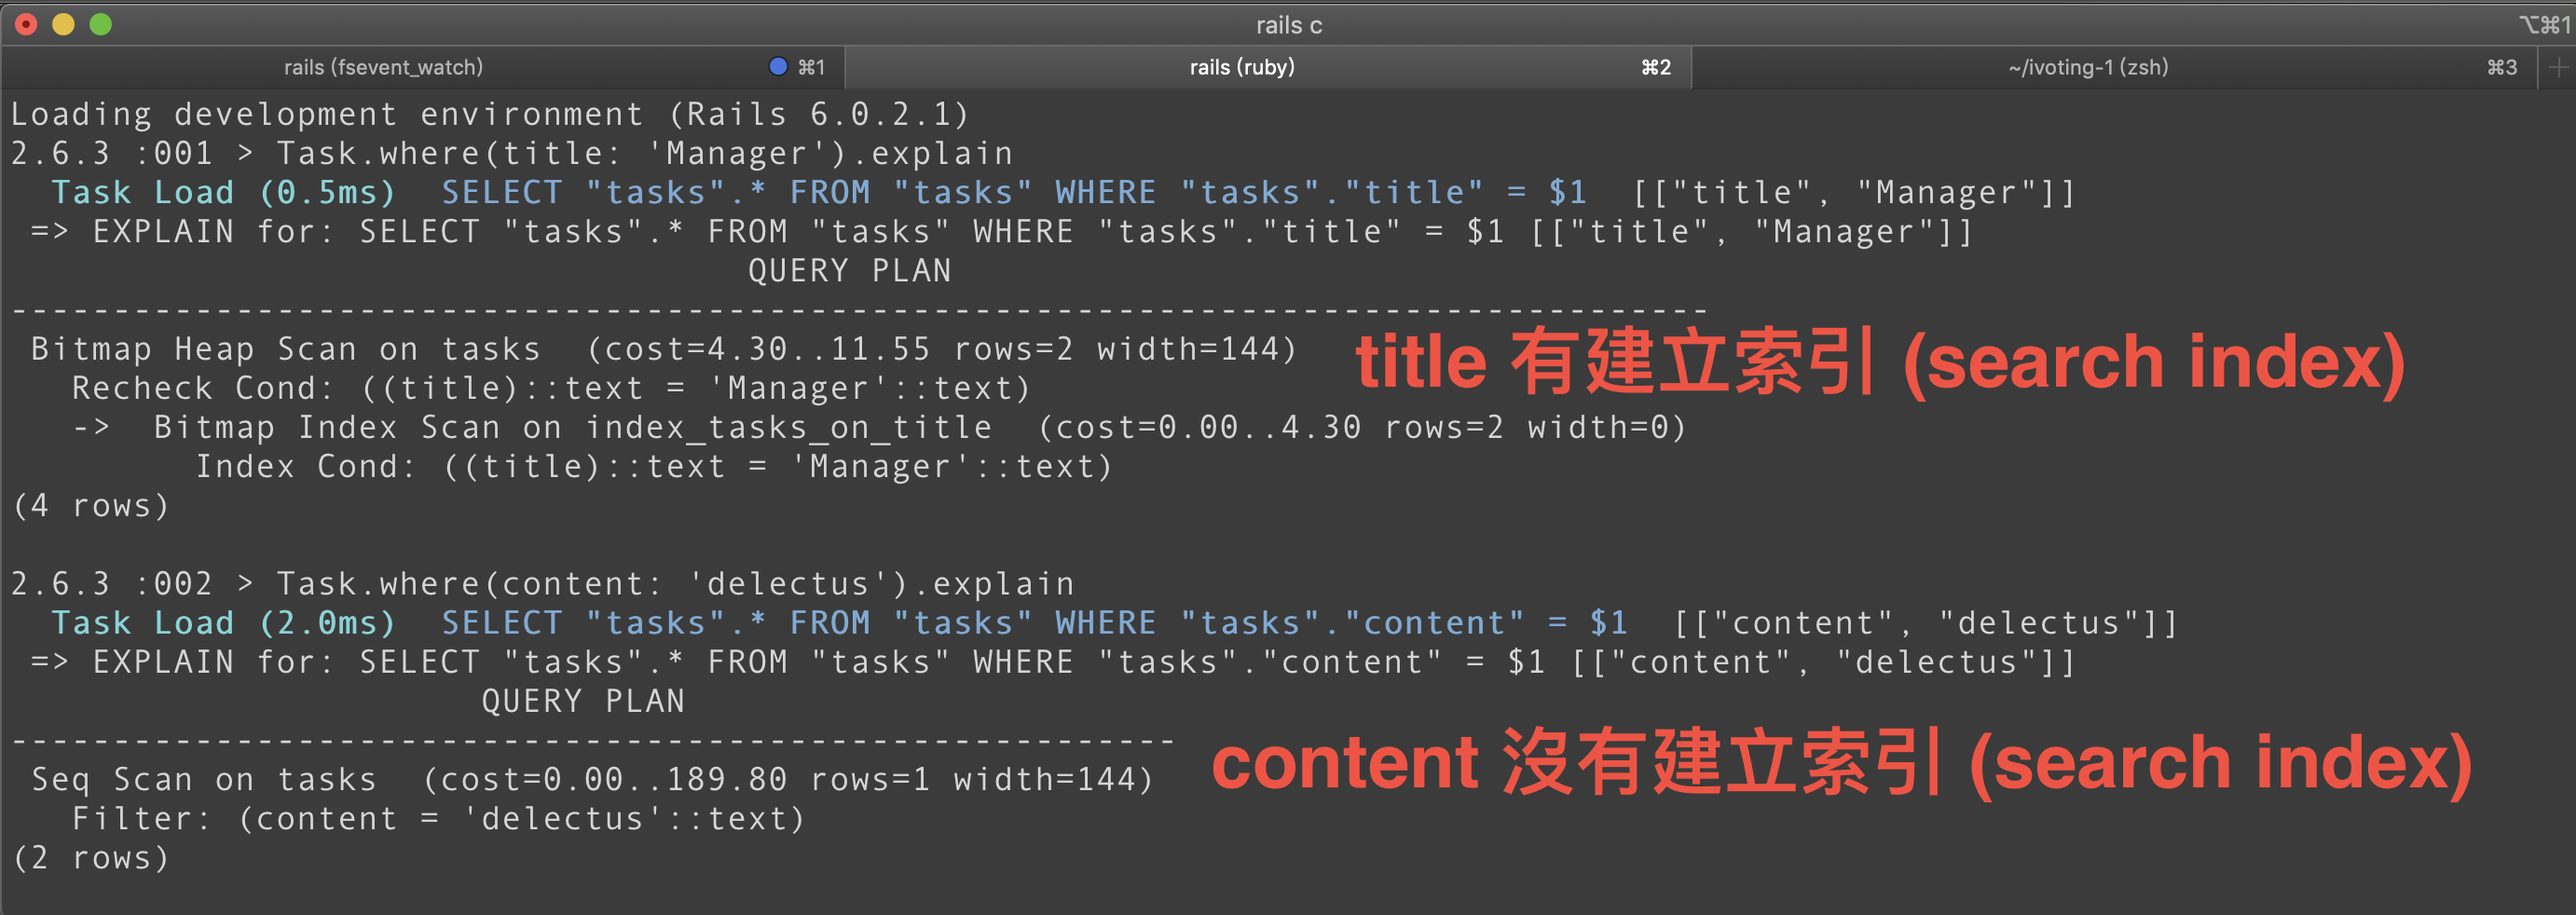 rails c
⌥⌘1
rails (fsevent_watch) ⌘1
rails (ruby) ⌘2
~/ivoting-1 (zsh) ⌘3
Loading development environment (Rails 6.0.2.1)
2.6.3 :001 > Task.where(title: 'Manager').explain
  Task Load (0.5ms)  SELECT "tasks".* FROM "tasks" WHERE "tasks"."title" = $1  [["title", "Manager"]]
 => EXPLAIN for: SELECT "tasks".* FROM "tasks" WHERE "tasks"."title" = $1 [["title", "Manager"]]
                                    QUERY PLAN
-----------------------------------------------------------------------------------
 Bitmap Heap Scan on tasks  (cost=4.30..11.55 rows=2 width=144)
title 有建立索引 (search index)
   Recheck Cond: ((title)::text = 'Manager'::text)
   ->  Bitmap Index Scan on index_tasks_on_title  (cost=0.00..4.30 rows=2 width=0)
         Index Cond: ((title)::text = 'Manager'::text)
(4 rows)
2.6.3 :002 > Task.where(content: 'delectus').explain
  Task Load (2.0ms)  SELECT "tasks".* FROM "tasks" WHERE "tasks"."content" = $1  [["content", "delectus"]]
 => EXPLAIN for: SELECT "tasks".* FROM "tasks" WHERE "tasks"."content" = $1 [["content", "delectus"]]
                       QUERY PLAN
---------------------------------------------------------
content 沒有建立索引 (search index)
 Seq Scan on tasks  (cost=0.00..189.80 rows=1 width=144)
   Filter: (content = 'delectus'::text)
(2 rows)